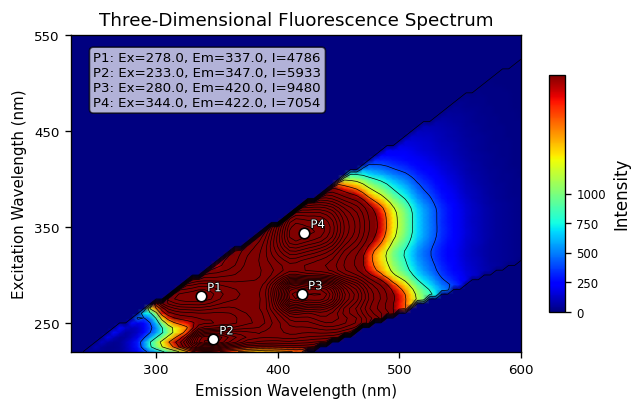 Three-Dimensional Fluorescence Spectrum
P1: Ex=278.0, Em=337.0, I=4786
P2: Ex=233.0, Em=347.0, I=5933
P3: Ex=280.0, Em=420.0, I=9480
P4: Ex=344.0, Em=422.0, I=7054
550
450
350
250
Excitation Wavelength (nm)
P4
P1
P3
P2
300
400
500
600
Emission Wavelength (nm)
1000
750
500
250
0
Intensity